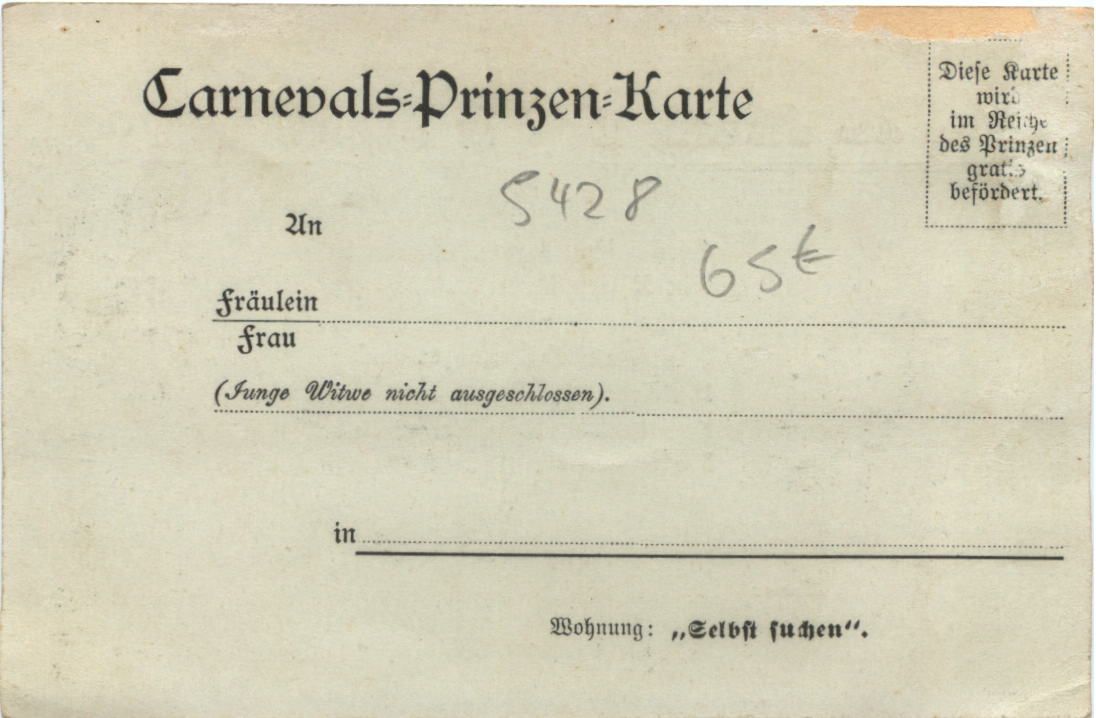 Carnevals-Prinzen-Karte
Diese Karte
wird
im Reiche
des Prinzen
gratis
befördert.
5428
An
65€
Fräulein
Frau
(Junge Witwe nicht ausgeschlossen).
in
Wohnung: „Selbst suchen“.